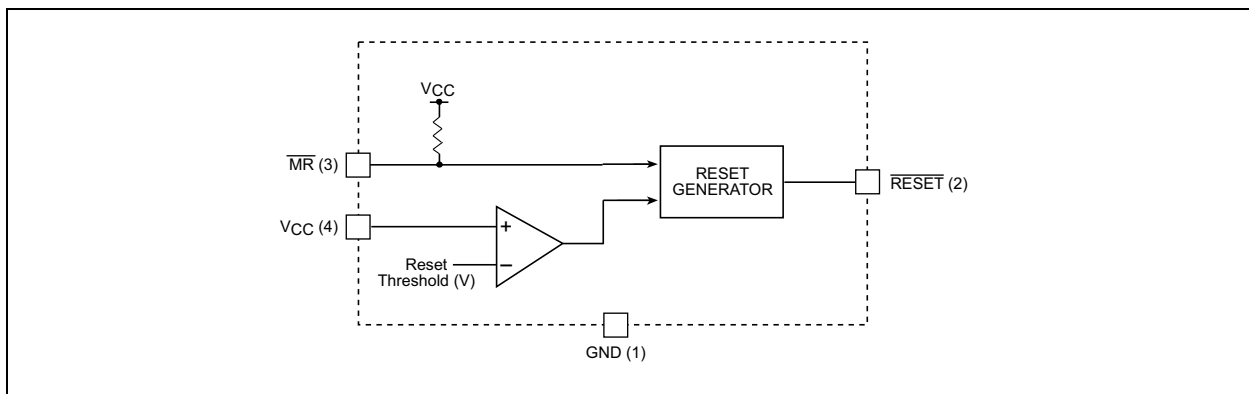 VCC
MR (3)
RESET
GENERATOR
RESET (2)
VCC (4)
+
−
Reset
Threshold (V)
GND (1)